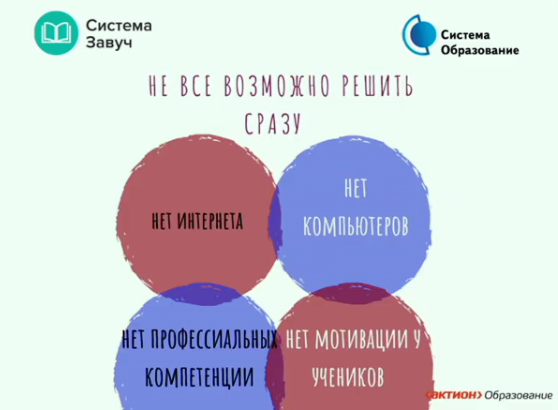 Система
Завуч
Система
Образование
НЕ ВСЕ ВОЗМОЖНО РЕШИТЬ
СРАЗУ
НЕТ ИНТЕРНЕТА
НЕТ
КОМПЬЮТЕРОВ
НЕТ ПРОФЕССИАЛЬНЫХ
КОМПЕТЕНЦИИ
НЕТ МОТИВАЦИИ У
УЧЕНИКОВ
АКТИОН Образование